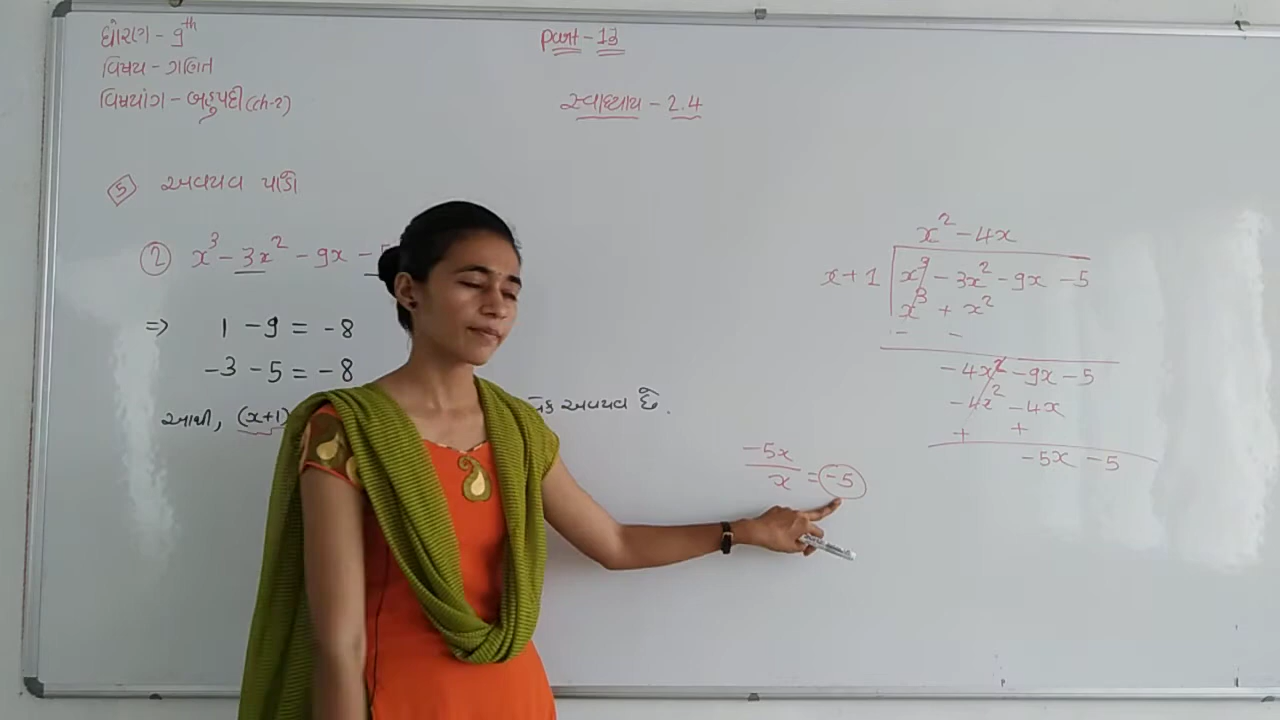 ધોરણ - 9th
વિષય - ગણિત
વિષયાંગ - બહુપદી (ch-2)
Part - 13
સ્વાધ્યાય - 2.4
5 અવયવ પાડો
2 x³ - 3x² - 9x - 5
=> 1 - 9 = -8
-3 - 5 = -8
આથી, (x+1) અવયવ છે.
-5x
x = -5
x² - 4x
x + 1 x³ - 3x² - 9x - 5
x³ + x²
- -
-4x² - 9x - 5
-4x² - 4x
+ +
-5x - 5